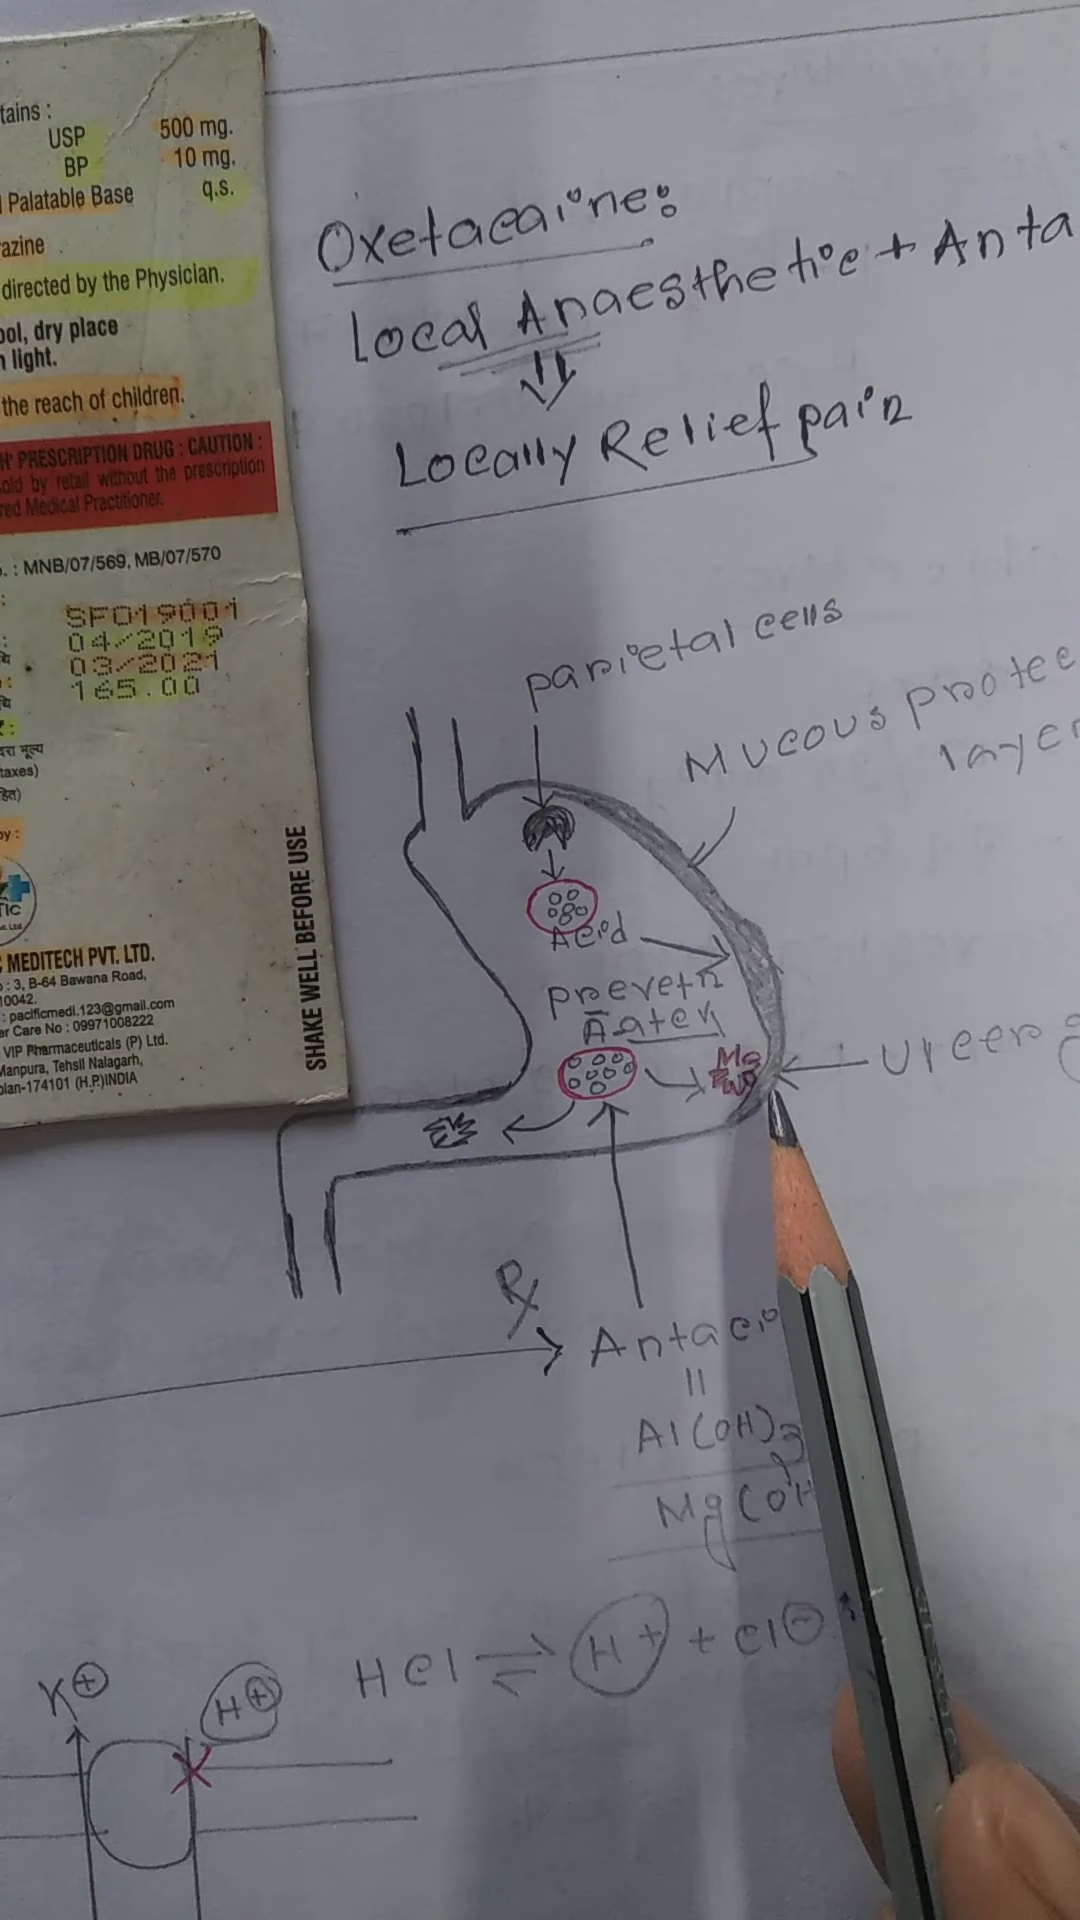 tains :
USP 500 mg.
BP 10 mg.
Palatable Base q.s.
azine
directed by the Physician.
ool, dry place
light.
the reach of children.
PRESCRIPTION DRUG : CAUTION :
old by retail without the prescription
red Medical Practitioner.
. : MNB/07/569, MB/07/570
SF019001
04/2019
03/2021
165.00
मूल्य
taxes)
by :
TIC
MEDITECH PVT. LTD.
: 3, B-64 Bawana Road,
10042.
: pacificmedi.123@gmail.com
er Care No : 09971008222
VIP Pharmaceuticals (P) Ltd.
Manpura, Tehsil Nalagarh,
olan-174101 (H.P.)INDIA
SHAKE WELL BEFORE USE
Oxetacaine:
Local Anaesthetic + Anta
Locally Relief pain
parietal cells
Mucous protec
layer
Acid
Ulcer
Rx
Antaci
Al(OH)3
Mg(OH
HCl ⇌ H+ + Cl⊖
K⊕
H⊕